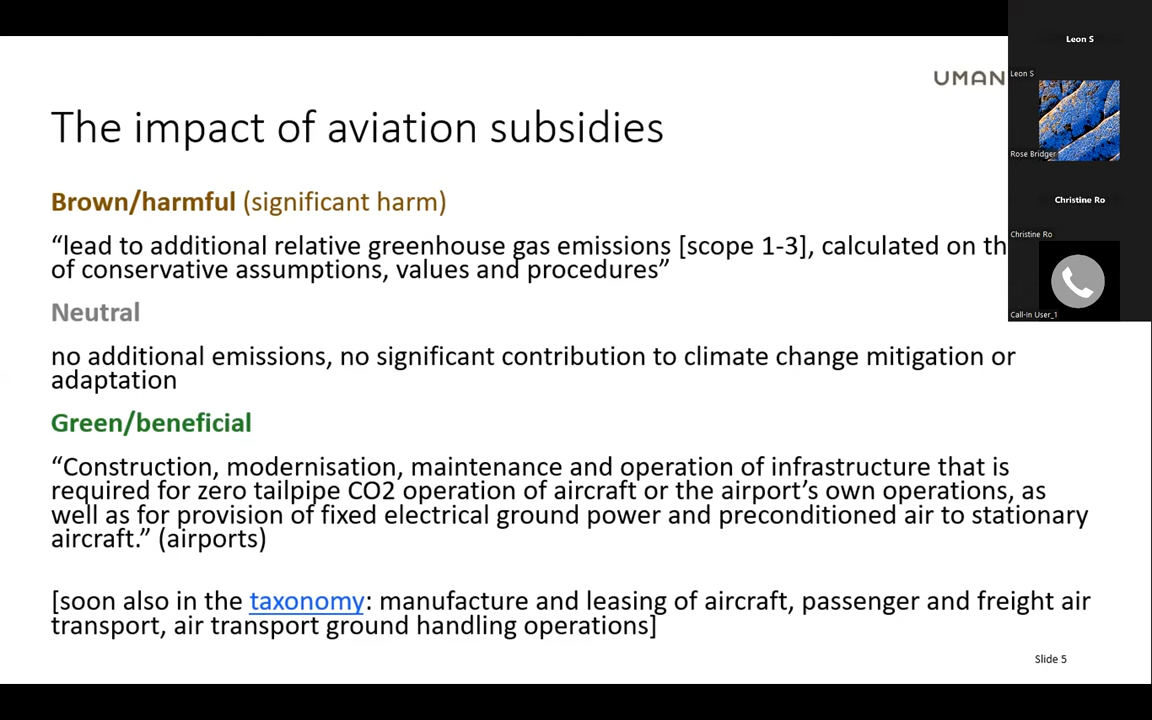 UMAN
The impact of aviation subsidies
Brown/harmful (significant harm)
“lead to additional relative greenhouse gas emissions [scope 1-3], calculated on th
of conservative assumptions, values and procedures”
Neutral
no additional emissions, no significant contribution to climate change mitigation or
adaptation
Green/beneficial
“Construction, modernisation, maintenance and operation of infrastructure that is
required for zero tailpipe CO2 operation of aircraft or the airport’s own operations, as
well as for provision of fixed electrical ground power and preconditioned air to stationary
aircraft.” (airports)
[soon also in the taxonomy: manufacture and leasing of aircraft, passenger and freight air
transport, air transport ground handling operations]
Slide 5
Leon S
Leon S
Rose Bridger
Christine Ro
Christine Ro
Call-In User_1